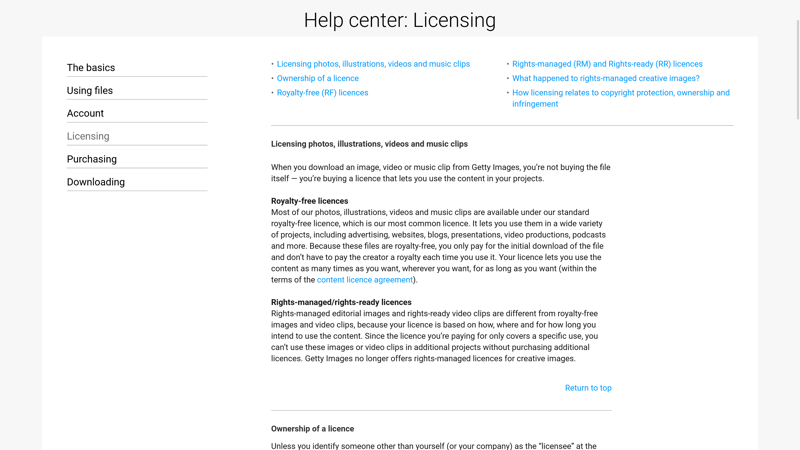 Help center: Licensing
The basics
Using files
Account
Licensing
Purchasing
Downloading
• Licensing photos, illustrations, videos and music clips
• Ownership of a licence
• Royalty-free (RF) licences
• Rights-managed (RM) and Rights-ready (RR) licences
• What happened to rights-managed creative images?
• How licensing relates to copyright protection, ownership and
infringement
Licensing photos, illustrations, videos and music clips
When you download an image, video or music clip from Getty Images, you're not buying the file
itself — you're buying a licence that lets you use the content in your projects.
Royalty-free licences
Most of our photos, illustrations, videos and music clips are available under our standard
royalty-free licence, which is our most common licence. It lets you use them in a wide variety
of projects, including advertising, websites, blogs, presentations, video productions, podcasts
and more. Because these files are royalty-free, you only pay for the initial download of the file
and don't have to pay the creator a royalty each time you use it. Your licence lets you use the
content as many times as you want, wherever you want, for as long as you want (within the
terms of the content licence agreement).
Rights-managed/rights-ready licences
Rights-managed editorial images and rights-ready video clips are different from royalty-free
images and video clips, because your licence is based on how, where and for how long you
intend to use the content. Since the licence you're paying for only covers a specific use, you
can't use these images or video clips in additional projects without purchasing additional
licences. Getty Images no longer offers rights-managed licences for creative images.
Return to top
Ownership of a licence
Unless you identify someone other than yourself (or your company) as the "licensee" at the